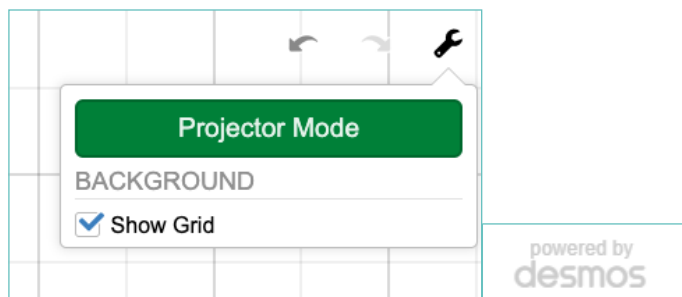 Projector Mode
BACKGROUND
Show Grid
powered by
desmos